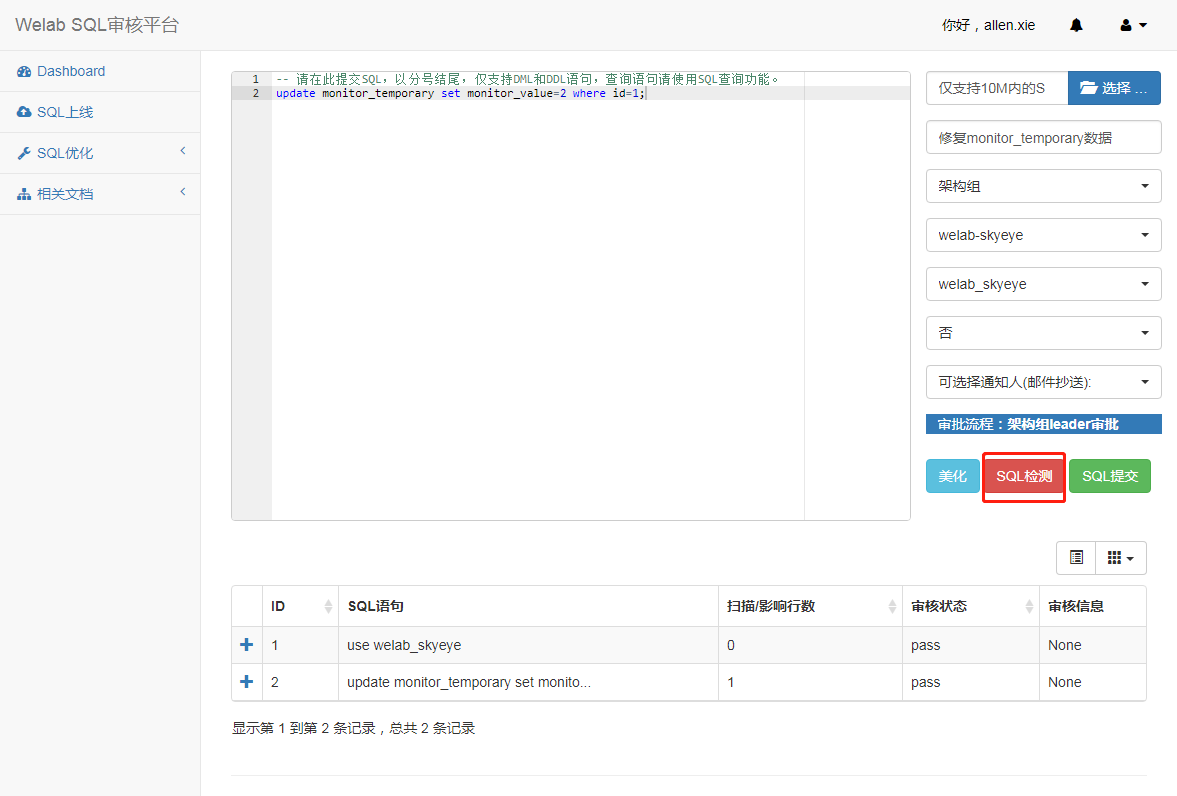 Welab SQL审核平台
你好，allen.xie
Dashboard
SQL上线
SQL优化
相关文档
1 -- 请在此提交SQL，以分号结尾，仅支持DML和DDL语句，查询语句请使用SQL查询功能。
2 update monitor_temporary set monitor_value=2 where id=1;
仅支持10M内的S
选择 ...
修复monitor_temporary数据
架构组
welab-skyeye
welab_skyeye
否
可选择通知人(邮件抄送):
审批流程：架构组leader审批
美化 SQL检测 SQL提交
ID SQL语句 扫描/影响行数 审核状态 审核信息
1 use welab_skyeye 0 pass None
2 update monitor_temporary set monito... 1 pass None
显示第 1 到第 2 条记录，总共 2 条记录